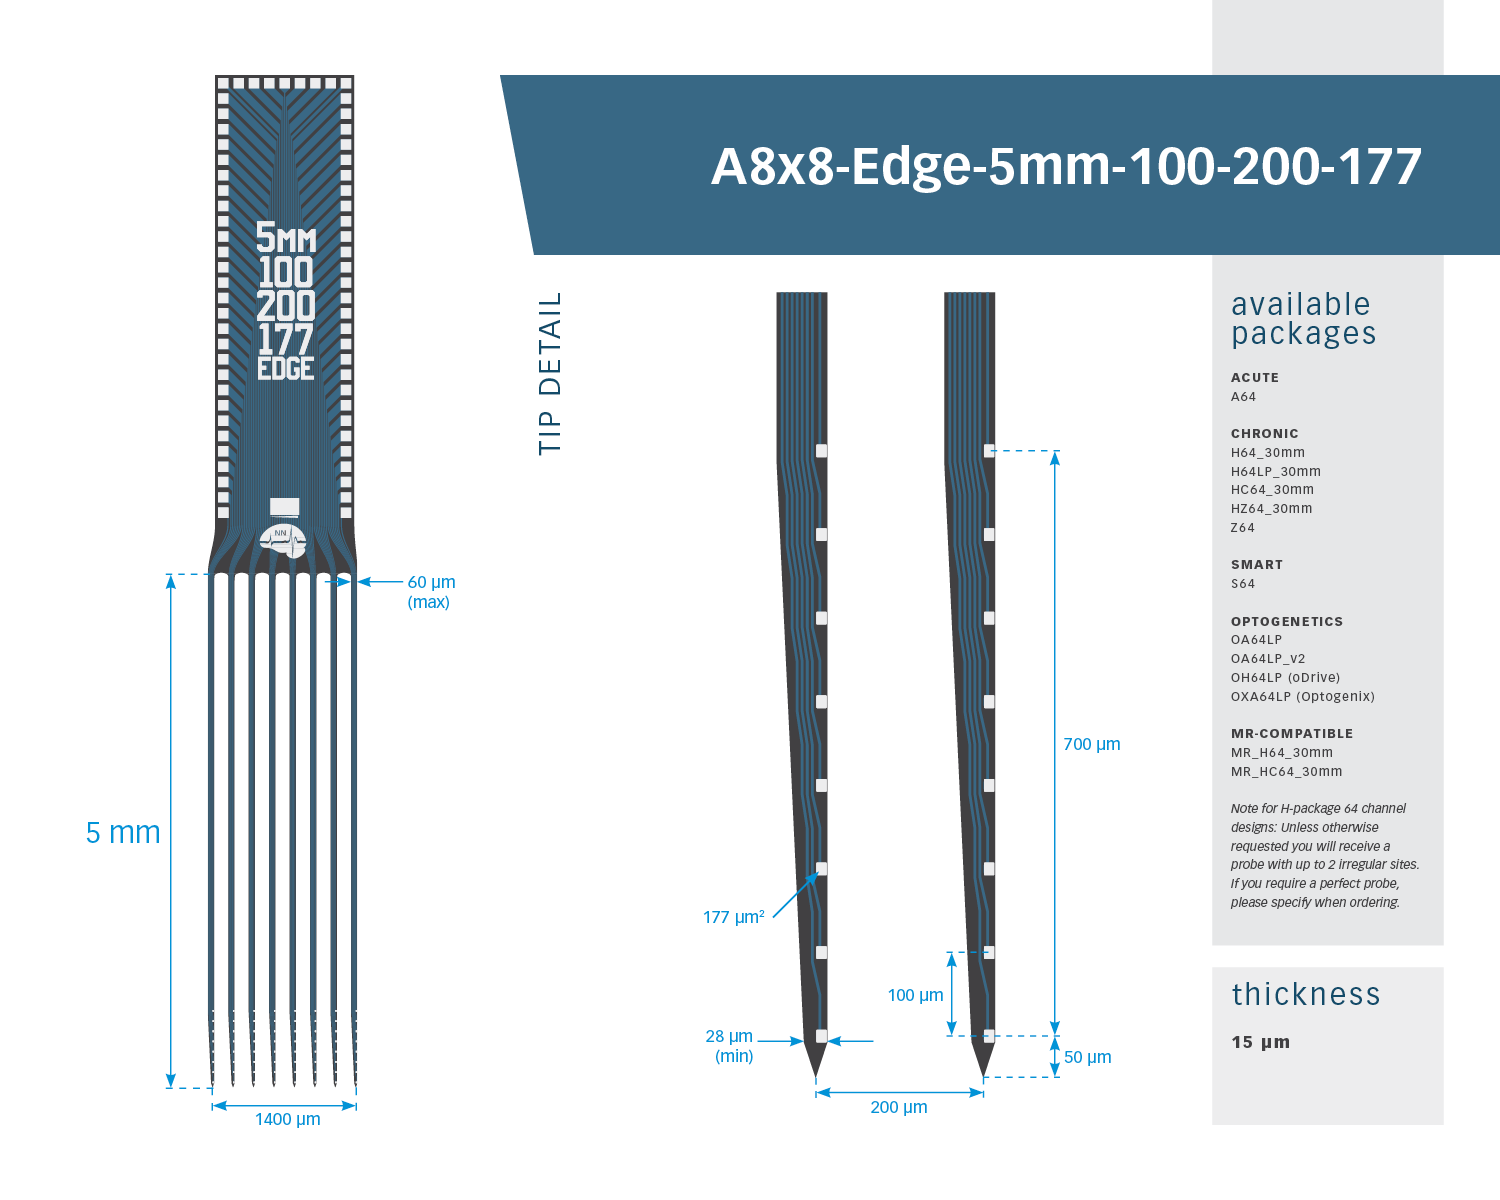 A8x8-Edge-5mm-100-200-177
5MM
100
200
177
EDGE
NN
60 µm
(max)
5 mm
1400 µm
TIP DETAIL
700 µm
177 µm²
100 µm
28 µm
(min)
50 µm
200 µm
available
packages
ACUTE
A64
CHRONIC
H64_30mm
H64LP_30mm
HC64_30mm
HZ64_30mm
Z64
SMART
S64
OPTOGENETICS
OA64LP
OA64LP_v2
OH64LP (oDrive)
OXA64LP (Optogenix)
MR-COMPATIBLE
MR_H64_30mm
MR_HC64_30mm
Note for H-package 64 channel
designs: Unless otherwise
requested you will receive a
probe with up to 2 irregular sites.
If you require a perfect probe,
please specify when ordering.
thickness
15 µm